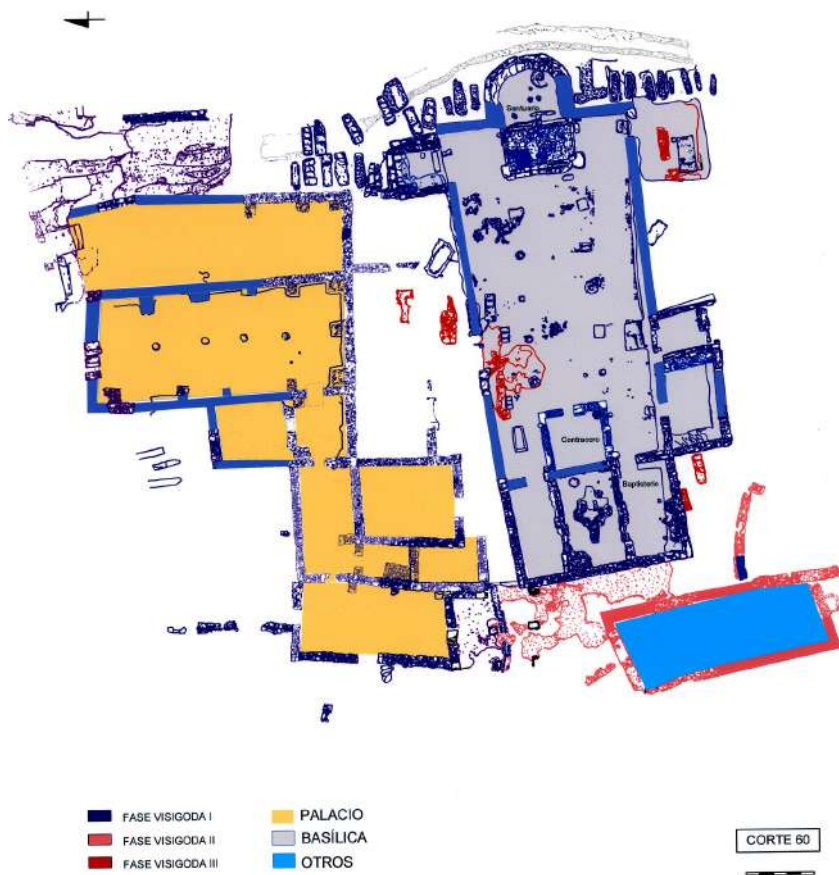 Santuario
Contracoro
Baptisterio
FASE VISIGODA I
FASE VISIGODA II
FASE VISIGODA III
PALACIO
BASÍLICA
OTROS
CORTE 60